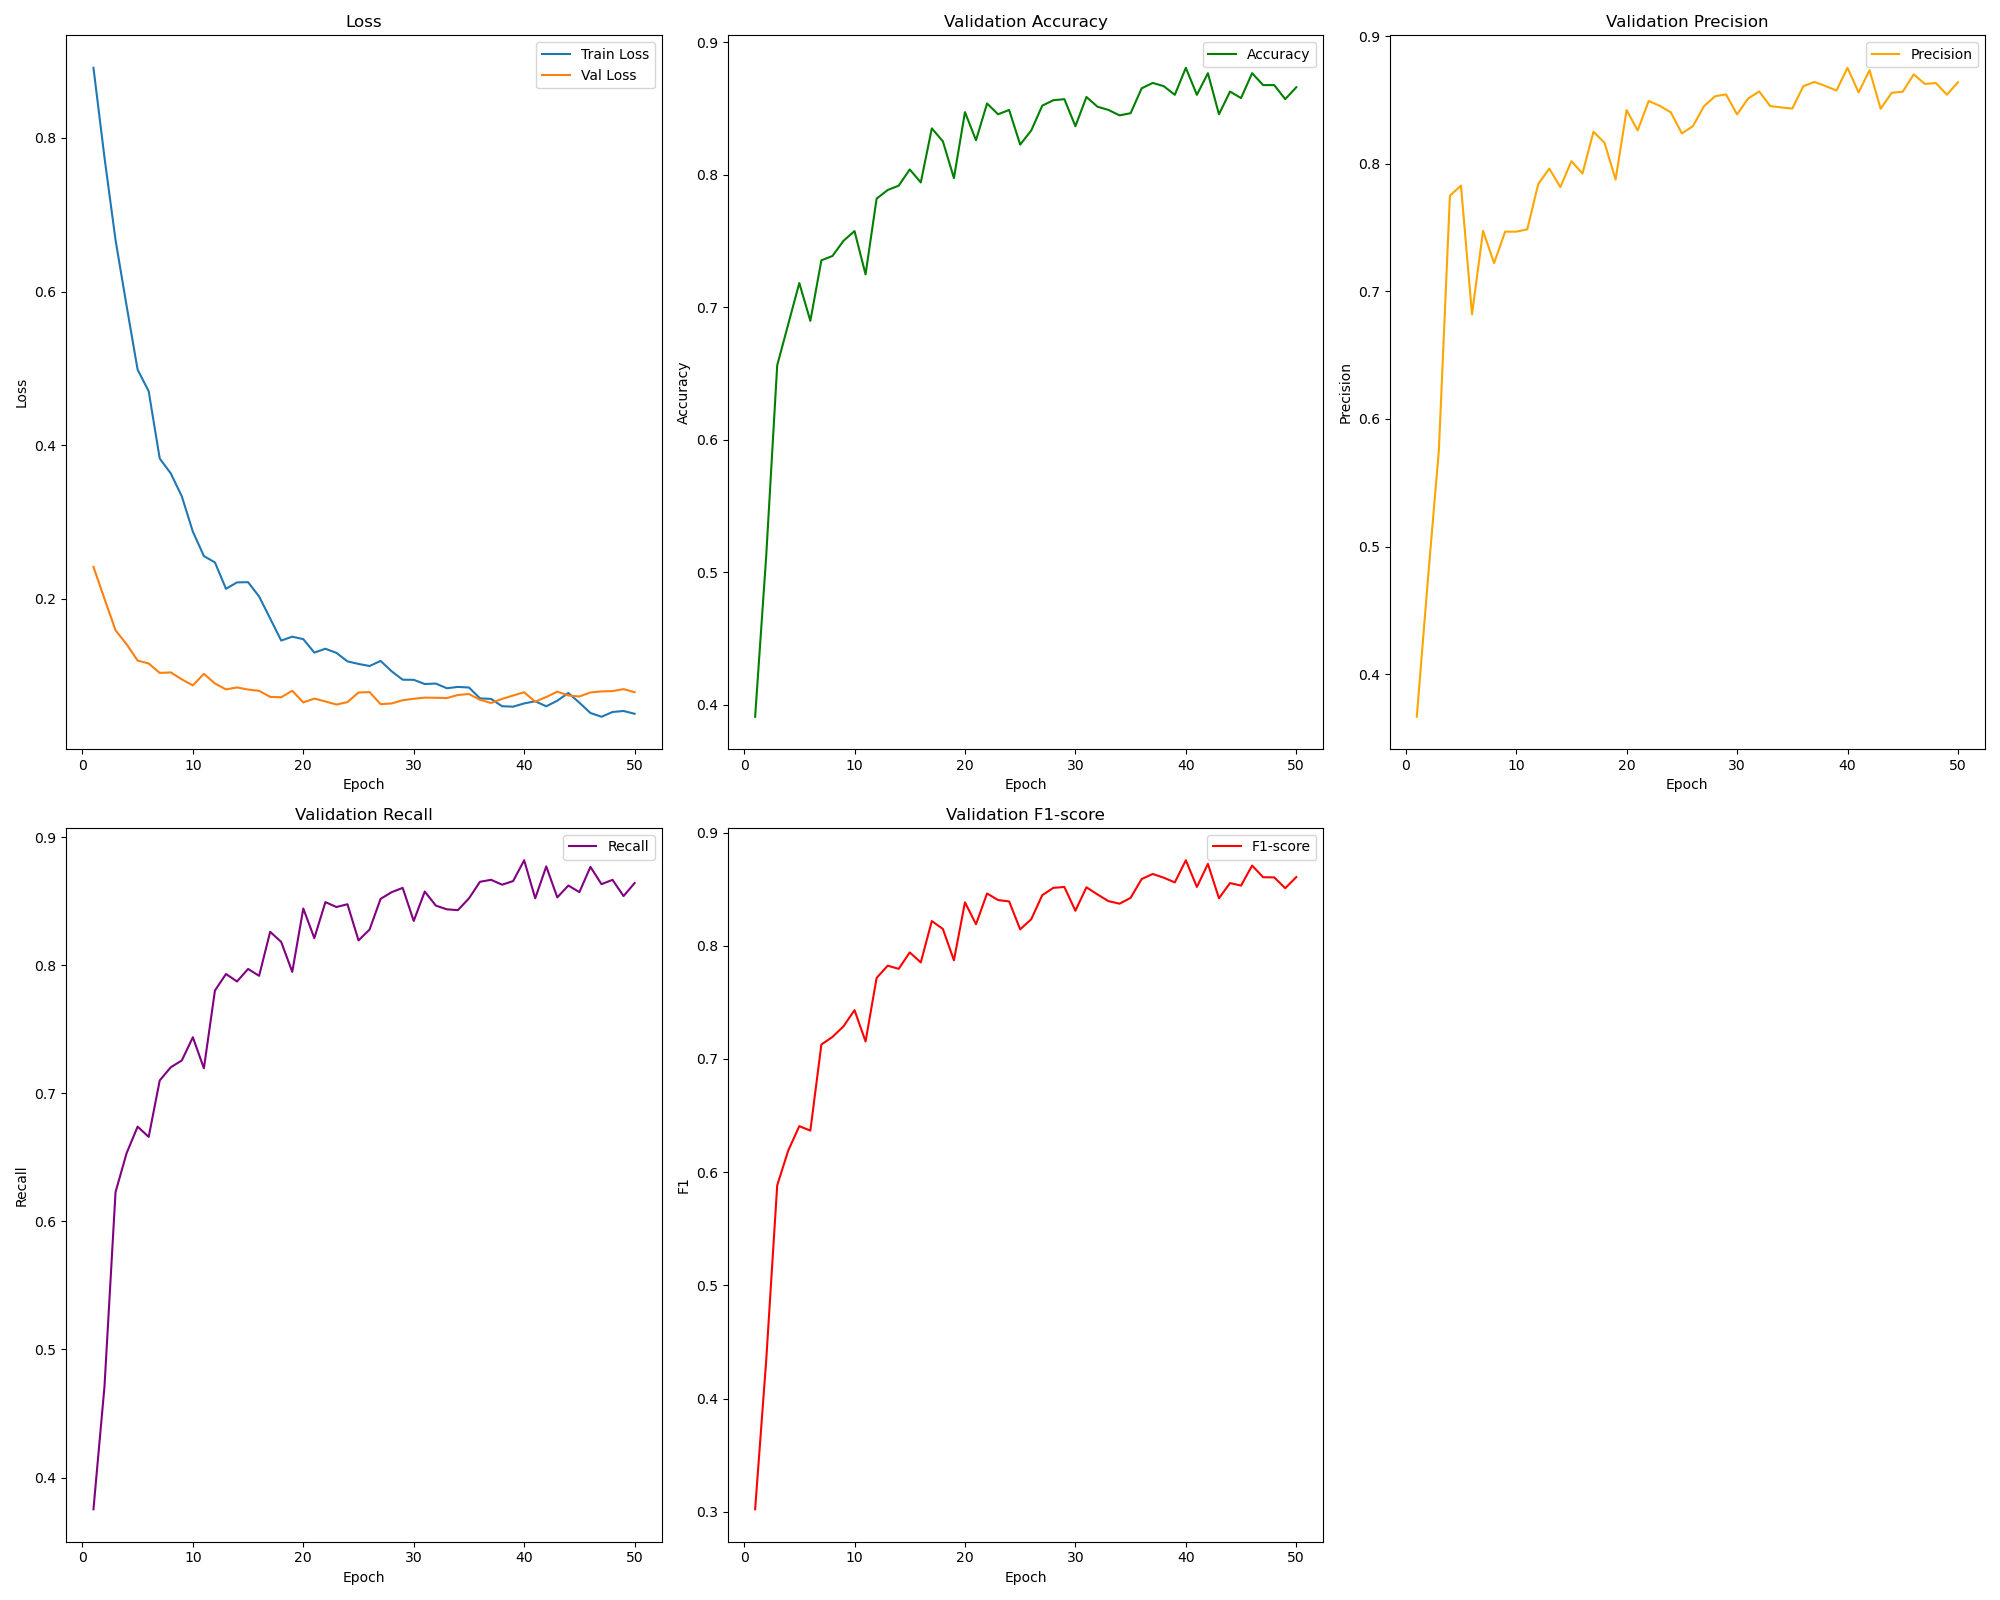 Loss
Train Loss
Val Loss
0.8
0.6
0.4
0.2
Loss
0 10 20 30 40 50
Epoch
Validation Accuracy
Accuracy
0.9
0.8
0.7
0.6
0.5
0.4
Accuracy
0 10 20 30 40 50
Epoch
Validation Precision
Precision
0.9
0.8
0.7
0.6
0.5
0.4
Precision
0 10 20 30 40 50
Epoch
Validation Recall
Recall
0.9
0.8
0.7
0.6
0.5
0.4
Recall
0 10 20 30 40 50
Epoch
Validation F1-score
F1-score
0.9
0.8
0.7
0.6
0.5
0.4
0.3
F1
0 10 20 30 40 50
Epoch